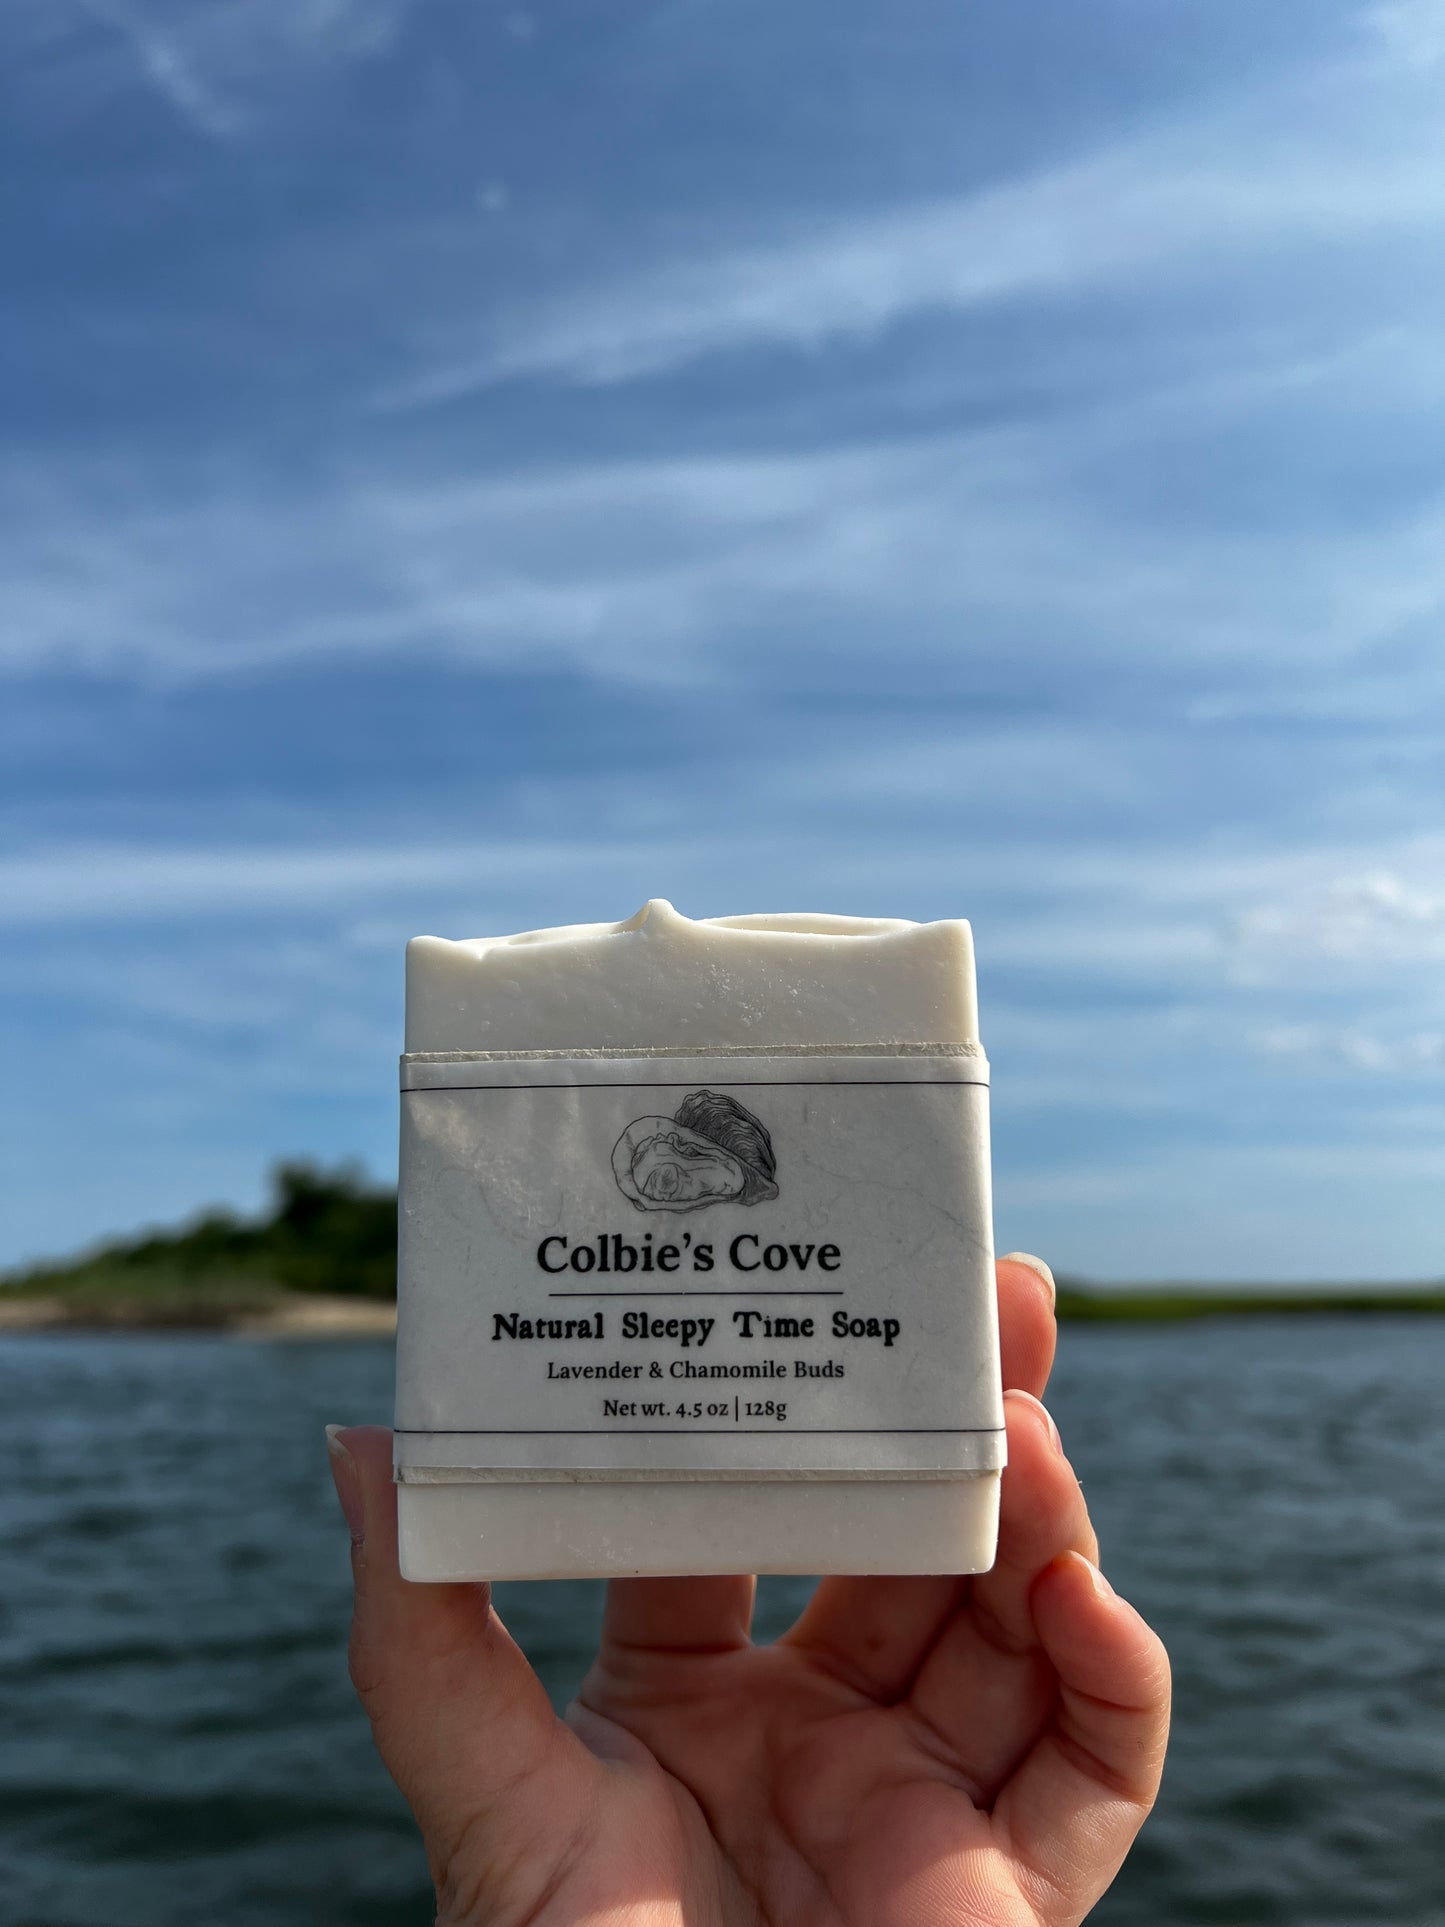 Colbie's Cove
Natural Sleepy Time Soap
Lavender & Chamomile Buds
Net wt. 4.5 oz | 128g